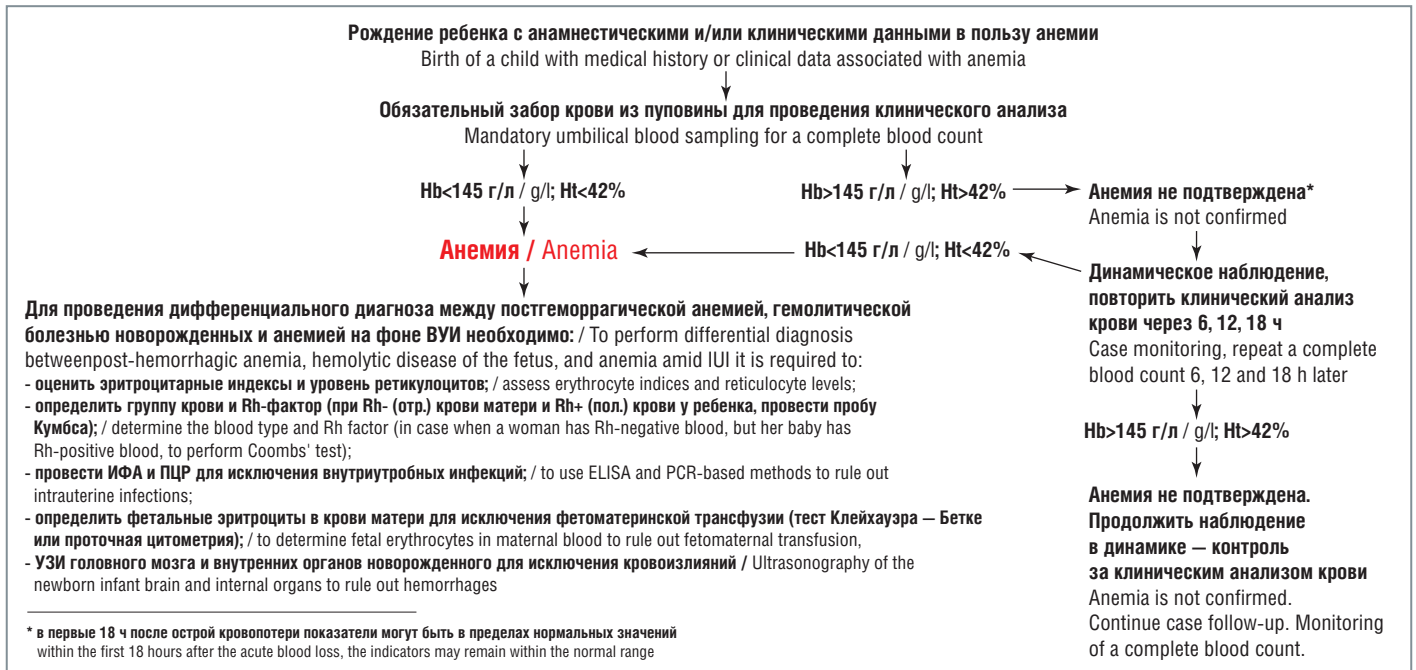 Рождение ребенка с анамнестическими и/или клиническими данными в пользу анемии
Birth of a child with medical history or clinical data associated with anemia
Обязательный забор крови из пуповины для проведения клинического анализа
Mandatory umbilical blood sampling for a complete blood count
Hb<145 г/л / g/l; Ht<42%
Hb>145 г/л / g/l; Ht>42%
Анемия не подтверждена*
Anemia is not confirmed
Анемия / Anemia
Hb<145 г/л / g/l; Ht<42%
Динамическое наблюдение,
повторить клинический анализ
крови через 6, 12, 18 ч
Case monitoring, repeat a complete
blood count 6, 12 and 18 h later
Hb>145 г/л / g/l; Ht>42%
Анемия не подтверждена.
Продолжить наблюдение
в динамике — контроль
за клиническим анализом крови
Anemia is not confirmed.
Continue case follow-up. Monitoring
of a complete blood count.
Для проведения дифференциального диагноза между постгеморрагической анемией, гемолитической
болезнью новорожденных и анемией на фоне ВУИ необходимо: / To perform differential diagnosis
betweenpost-hemorrhagic anemia, hemolytic disease of the fetus, and anemia amid IUI it is required to:
- оценить эритроцитарные индексы и уровень ретикулоцитов; / assess erythrocyte indices and reticulocyte levels;
- определить группу крови и Rh-фактор (при Rh- (отр.) крови матери и Rh+ (пол.) крови у ребенка, провести пробу
Кумбса); / determine the blood type and Rh factor (in case when a woman has Rh-negative blood, but her baby has
Rh-positive blood, to perform Coombs' test);
- провести ИФА и ПЦР для исключения внутриутробных инфекций; / to use ELISA and PCR-based methods to rule out
intrauterine infections;
- определить фетальные эритроциты в крови матери для исключения фетоматеринской трансфузии (тест Клейхауэра — Бетке
или проточная цитометрия); / to determine fetal erythrocytes in maternal blood to rule out fetomaternal transfusion,
- УЗИ головного мозга и внутренних органов новорожденного для исключения кровоизлияний / Ultrasonography of the
newborn infant brain and internal organs to rule out hemorrhages
* в первые 18 ч после острой кровопотери показатели могут быть в пределах нормальных значений
within the first 18 hours after the acute blood loss, the indicators may remain within the normal range